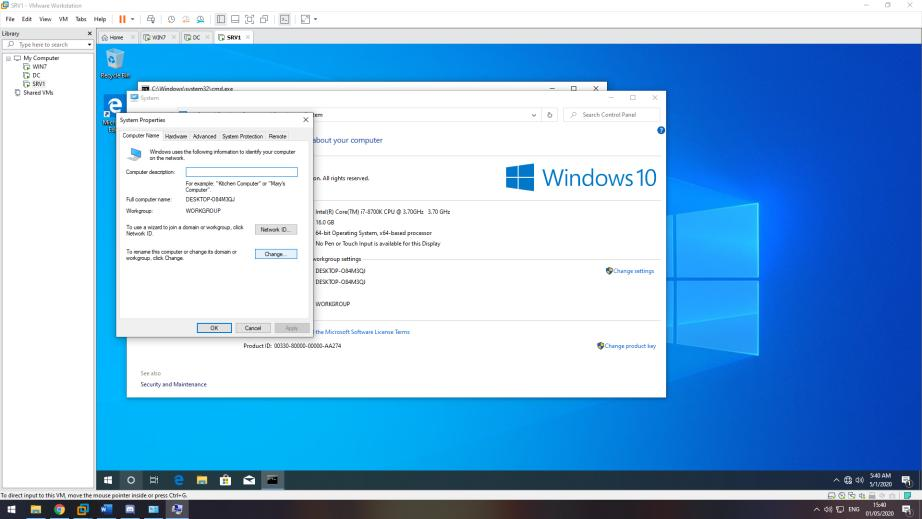 SRV1 - VMware Workstation
File Edit View VM Tabs Help
Library
Home WIN7 DC SRV1
Type here to search
My Computer
WIN7
DC
SRV1
Shared VMs
Recycle Bin
C:\Windows\system32\cmd.exe
System
Search Control Panel
System Properties
Computer Name Hardware Advanced System Protection Remote
about your computer
Windows uses the following information to identify your computer
on the network.
Computer description:
For example: "Kitchen Computer" or "Mary's
Computer".
Full computer name: DESKTOP-O84M3QJ
Workgroup: WORKGROUP
To use a wizard to join a domain or workgroup, click
Network ID.
Network ID...
To rename this computer or change its domain or
workgroup, click Change.
Change...
OK Cancel Apply
on. All rights reserved.
Windows 10
Intel(R) Core(TM) i7-8700K CPU @ 3.70GHz 3.70 GHz
16.0 GB
64-bit Operating System, x64-based processor
No Pen or Touch Input is available for this Display
workgroup settings
DESKTOP-O84M3QJ
Change settings
DESKTOP-O84M3QJ
WORKGROUP
the Microsoft Software License Terms
Product ID: 00330-80000-00000-AA274
Change product key
See also
Security and Maintenance
5:40 AM
5/1/2020
To direct input to this VM, move the mouse pointer inside or press Ctrl+G.
ENG
15:40
01/05/2020